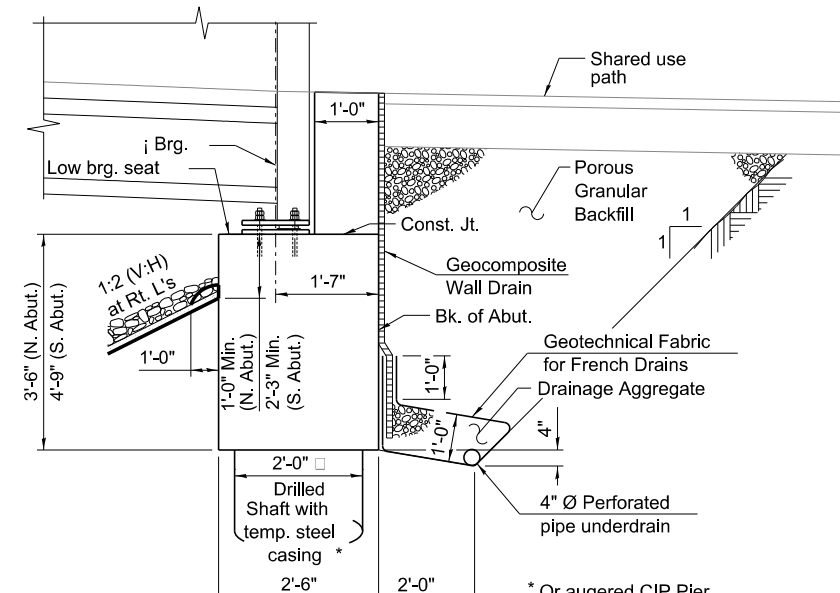 Shared use
path
1'-0"
¡ Brg.
Low brg. seat
Porous
Granular
Backfill
1
1
Const. Jt.
1:2 (V:H)
at Rt. L's
1'-7"
Geocomposite
Wall Drain
Bk. of Abut.
3'-6" (N. Abut.)
4'-9" (S. Abut.)
1'-0"
1'-0" Min.
(N. Abut.)
2'-3" Min.
(S. Abut.)
1'-0"
Geotechnical Fabric
for French Drains
Drainage Aggregate
1'-0"
4"
2'-0" □
Drilled
Shaft with
temp. steel
casing *
4" Ø Perforated
pipe underdrain
2'-6"
2'-0"
* Or augered CIP Pier